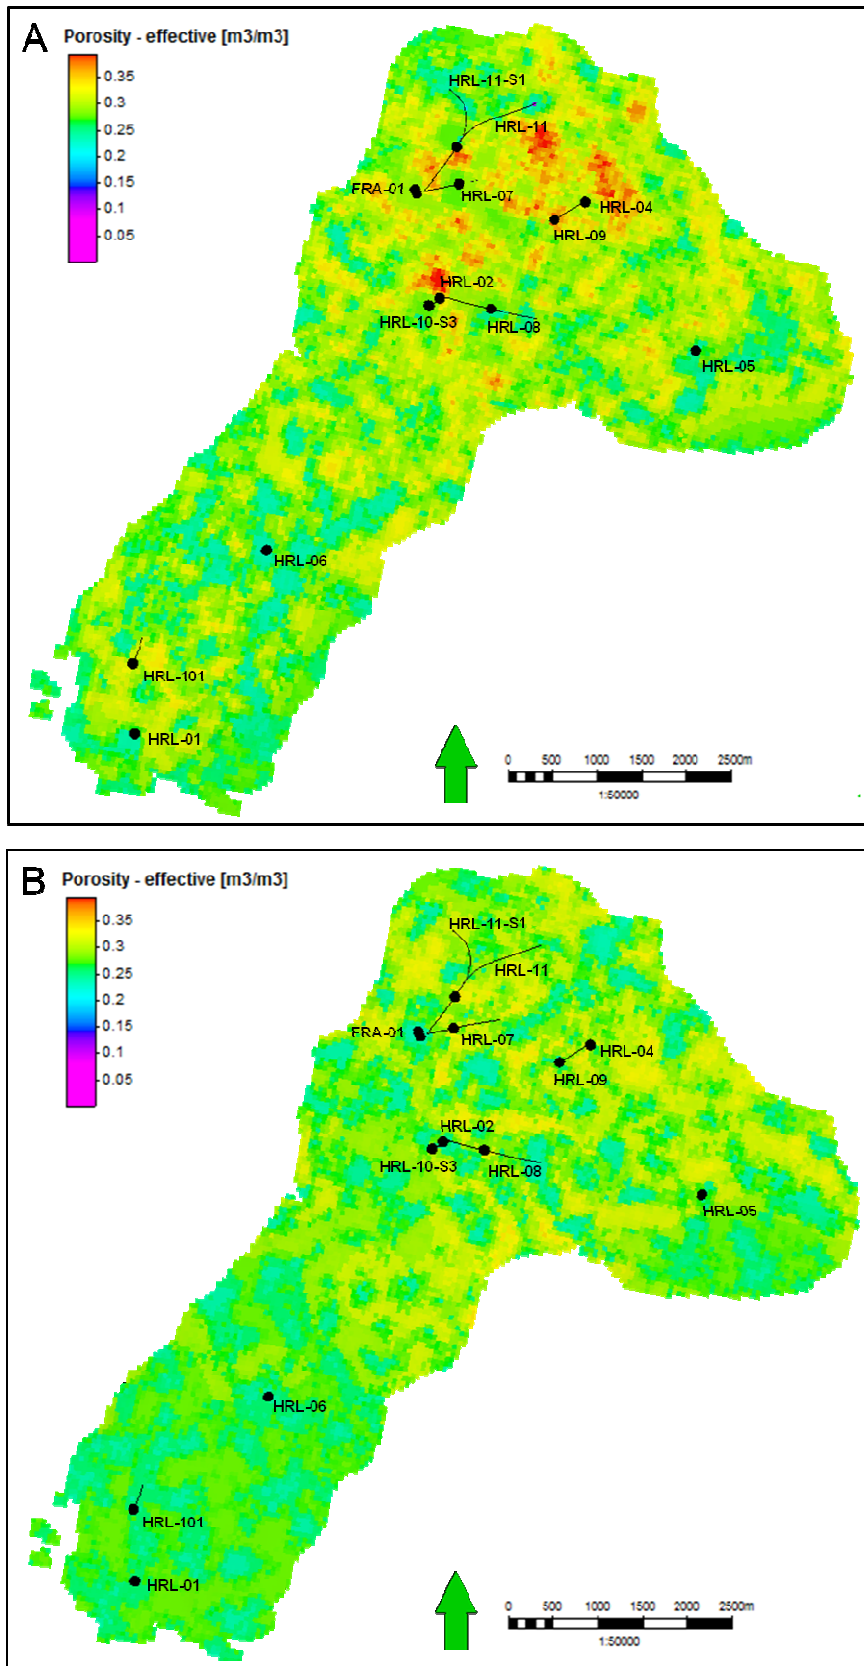 A
Porosity - effective [m3/m3]
0.35
0.3
0.25
0.2
0.15
0.1
0.05
HRL-11-S1
HRL-11
FRA-01
HRL-07
HRL-04
HRL-09
HRL-02
HRL-10-S3
HRL-08
HRL-05
HRL-06
HRL-101
HRL-01
0 500 1000 1500 2000 2500m
1:50000
B
Porosity - effective [m3/m3]
0.35
0.3
0.25
0.2
0.15
0.1
0.05
HRL-11-S1
HRL-11
FRA-01
HRL-07
HRL-04
HRL-09
HRL-02
HRL-10-S3
HRL-08
HRL-05
HRL-06
HRL-101
HRL-01
0 500 1000 1500 2000 2500m
1:50000